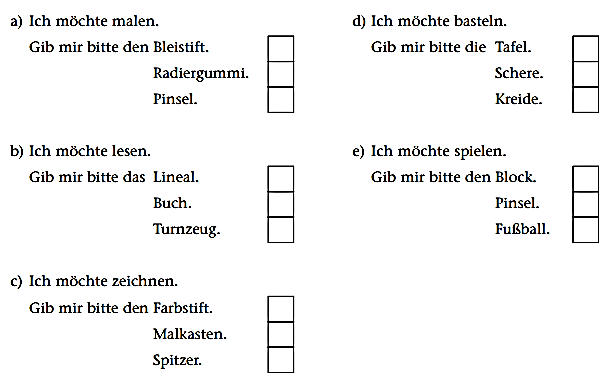 a) Ich möchte malen.
Gib mir bitte den Bleistift.
Radiergummi.
Pinsel.
b) Ich möchte lesen.
Gib mir bitte das Lineal.
Buch.
Turnzeug.
c) Ich möchte zeichnen.
Gib mir bitte den Farbstift.
Malkasten.
Spitzer.
d) Ich möchte basteln.
Gib mir bitte die Tafel.
Schere.
Kreide.
e) Ich möchte spielen.
Gib mir bitte den Block.
Pinsel.
Fußball.